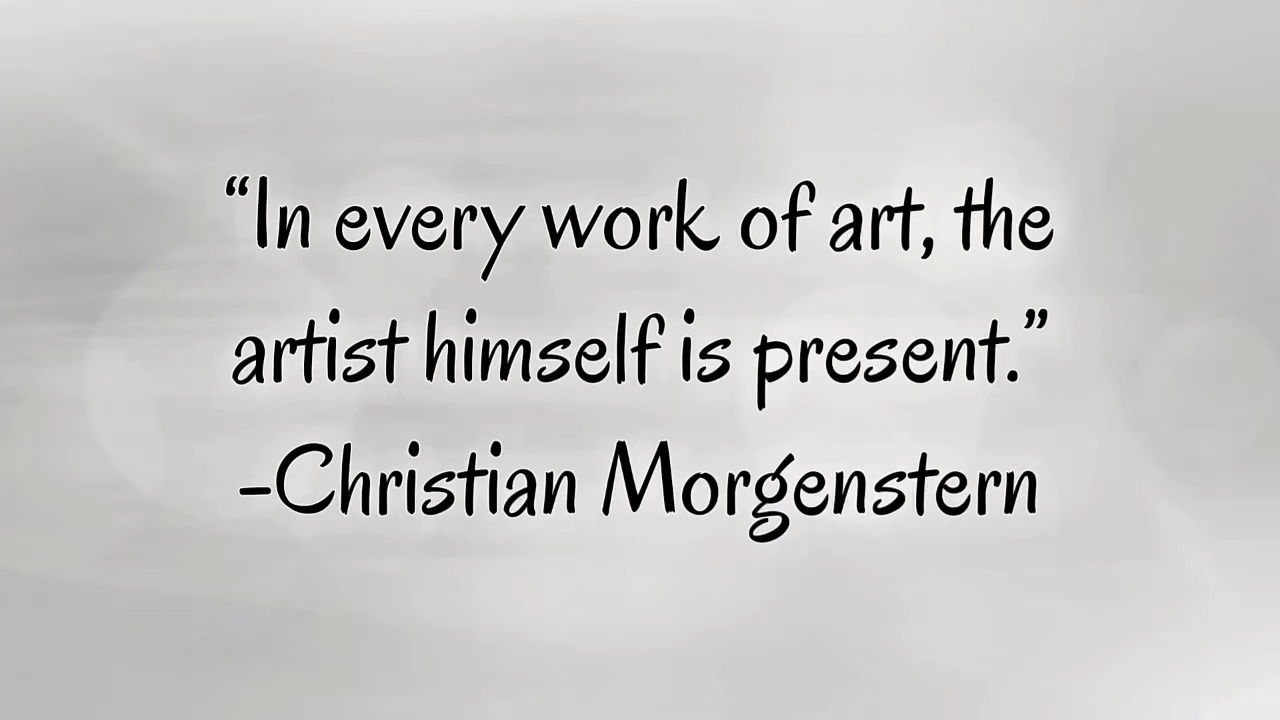 “In every work of art, the
artist himself is present.”
-Christian Morgenstern